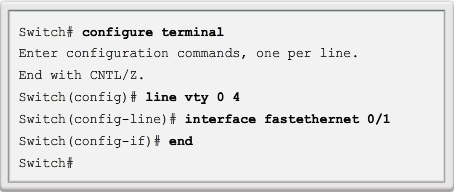 Switch# configure terminal
Enter configuration commands, one per line.
End with CNTL/Z.
Switch(config)# line vty 0 4
Switch(config-line)# interface fastethernet 0/1
Switch(config-if)# end
Switch#